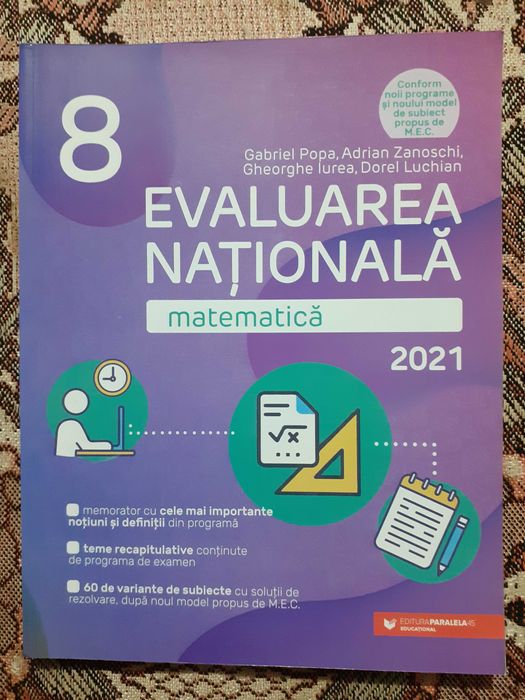 8
Conform
noii programe
și noului model
de subiect
propus de
M.E.C.
Gabriel Popa, Adrian Zanoschi,
Gheorghe Iurea, Dorel Luchian
EVALUAREA
NAȚIONALĂ
matematică
2021
√x
memorator cu cele mai importante
noțiuni și definiții din programă
teme recapitulative conținute
de programa de examen
60 de variante de subiecte cu soluții de
rezolvare, după noul model propus de M.E.C.
EDITURA PARALELA 45
EDUCAȚIONAL